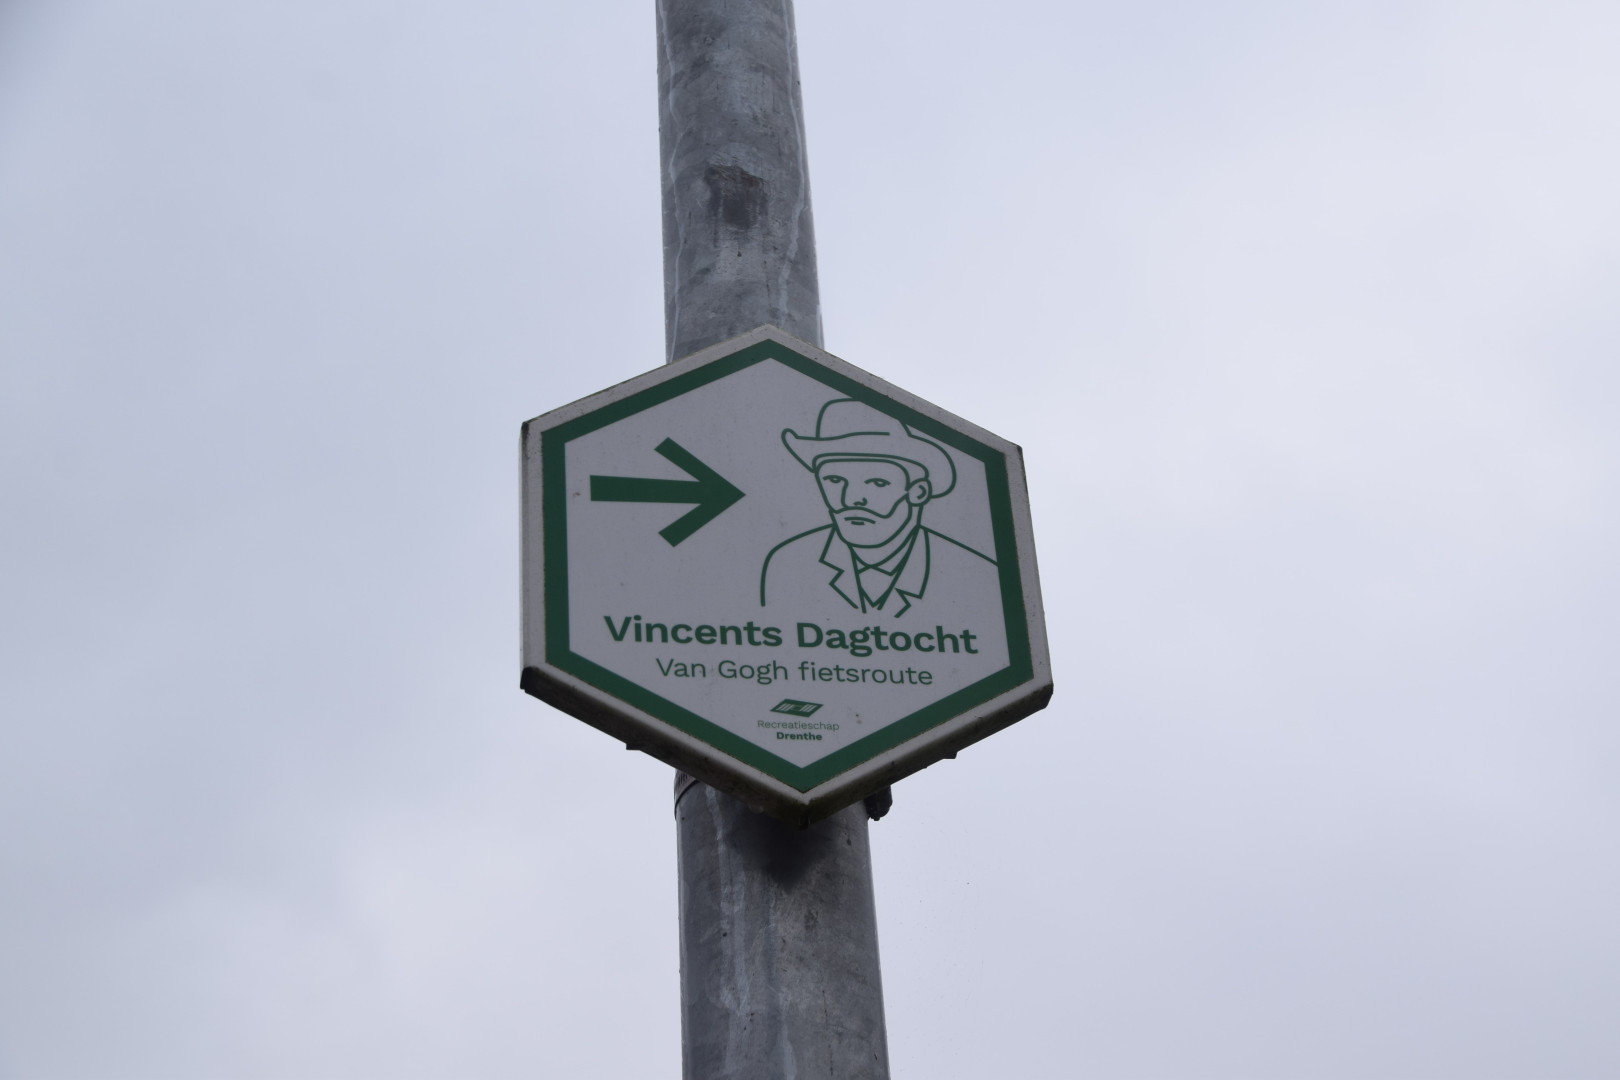 Vincents Dagtocht
Van Gogh fietsroute
Recreatieschap
Drenthe